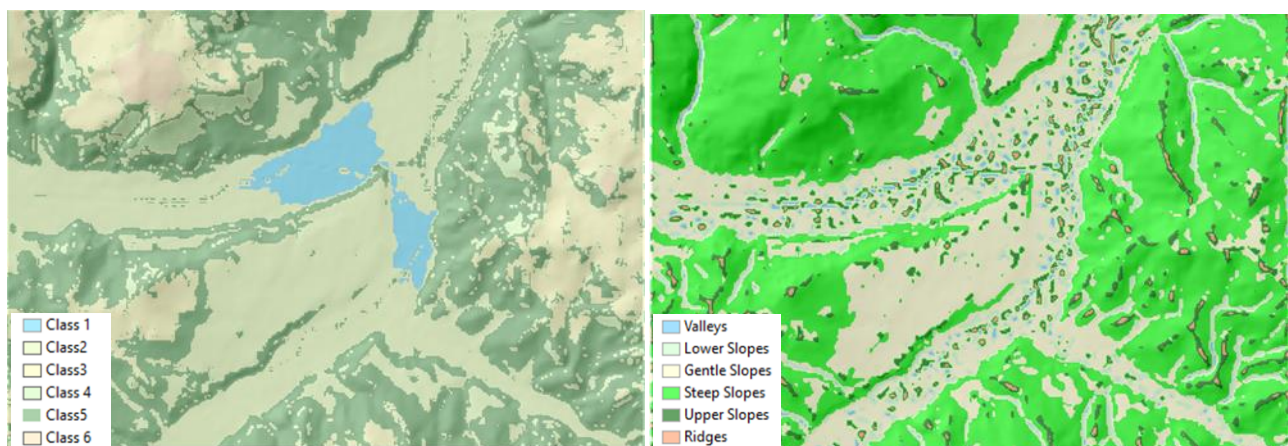 Class 1
Class2
Class3
Class 4
Class5
Class 6
Valleys
Lower Slopes
Gentle Slopes
Steep Slopes
Upper Slopes
Ridges